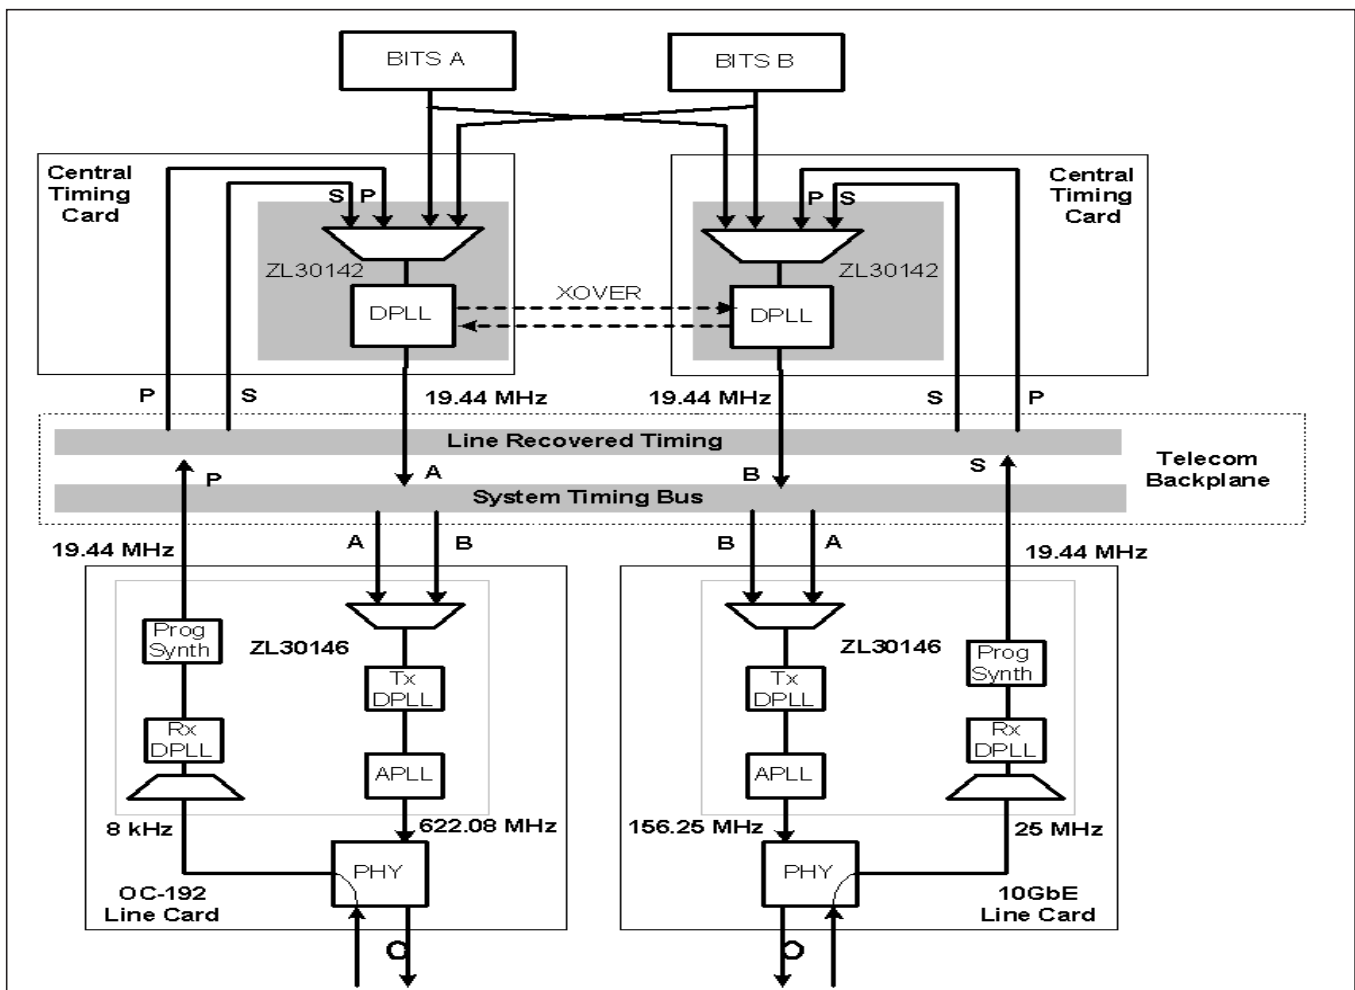 BITS A
BITS B
Central
Timing
Card
Central
Timing
Card
S
P
P
S
ZL30142
ZL30142
XOVER
DPLL
DPLL
P
S
19.44 MHz
19.44 MHz
S
P
Line Recovered Timing
Telecom
Backplane
P
A
B
S
System Timing Bus
A
B
B
A
19.44 MHz
19.44 MHz
Prog
Synth
ZL30146
Tx
DPLL
Rx
DPLL
APLL
8 kHz
622.08 MHz
PHY
OC-192
Line Card
ZL30146
Prog
Synth
Tx
DPLL
Rx
DPLL
APLL
156.25 MHz
25 MHz
PHY
10GbE
Line Card